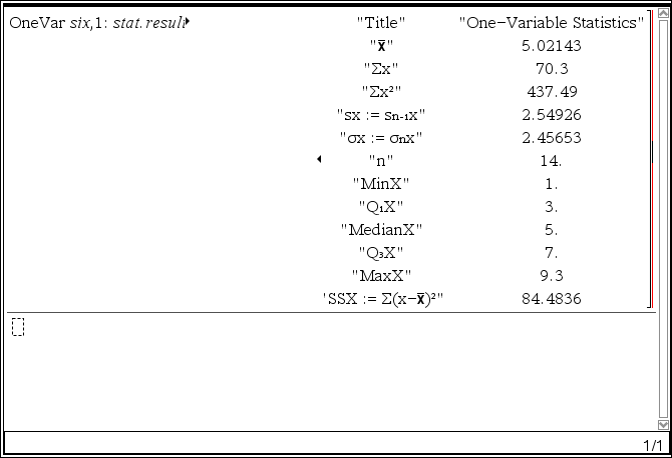 OneVar six,1: stat.result "Title" "One−Variable Statistics"
"x̄" 5.02143
"Σx" 70.3
"Σx²" 437.49
"sx := sₙ₋₁x" 2.54926
"σx := σₙx" 2.45653
"n" 14.
"MinX" 1.
"Q₁X" 3.
"MedianX" 5.
"Q₃X" 7.
"MaxX" 9.3
"SSX := Σ(x−x̄)²" 84.4836
1/1